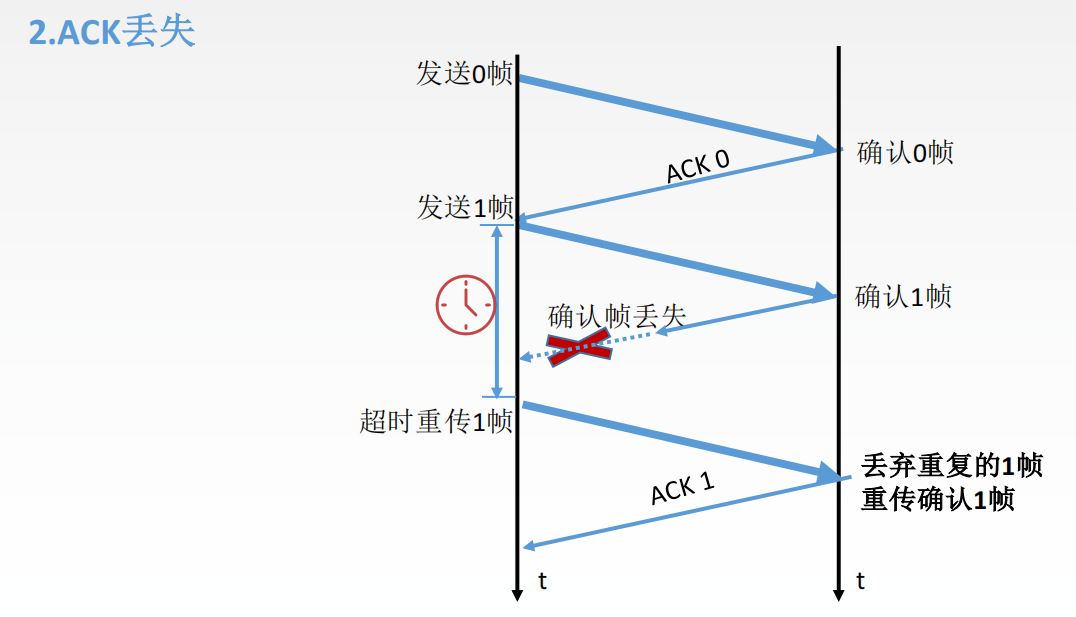 2.ACK丢失
发送0帧
确认0帧
ACK 0
发送1帧
确认1帧
确认帧丢失
超时重传1帧
丢弃重复的1帧
重传确认1帧
ACK 1
t
t